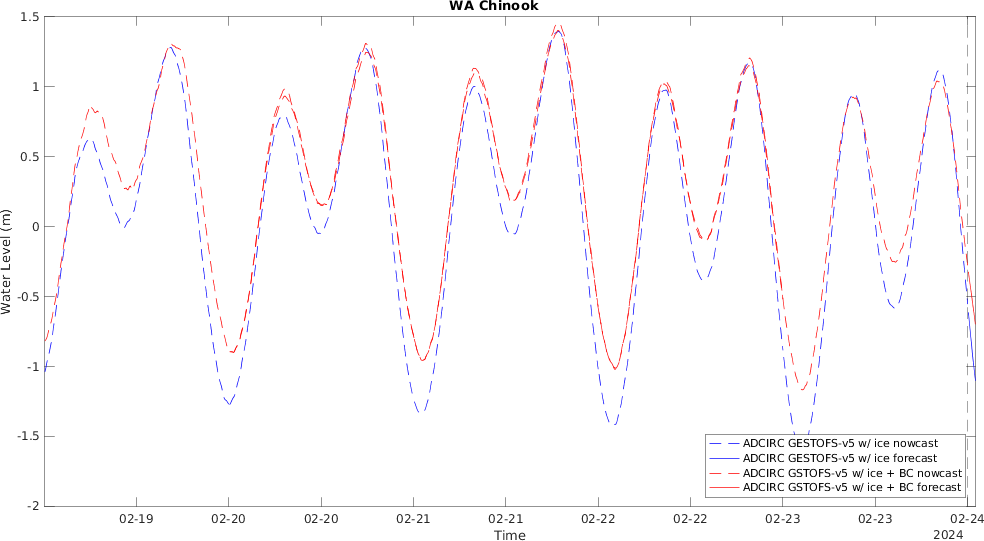 WA Chinook
1.5
1
0.5
0
-0.5
-1
-1.5
-2
Water Level (m)
ADCIRC GESTOFS-v5 w/ ice nowcast
ADCIRC GESTOFS-v5 w/ ice forecast
ADCIRC GSTOFS-v5 w/ ice + BC nowcast
ADCIRC GSTOFS-v5 w/ ice + BC forecast
02-19 02-20 02-20 02-21 02-21 02-22 02-22 02-23 02-23 02-24
Time
2024